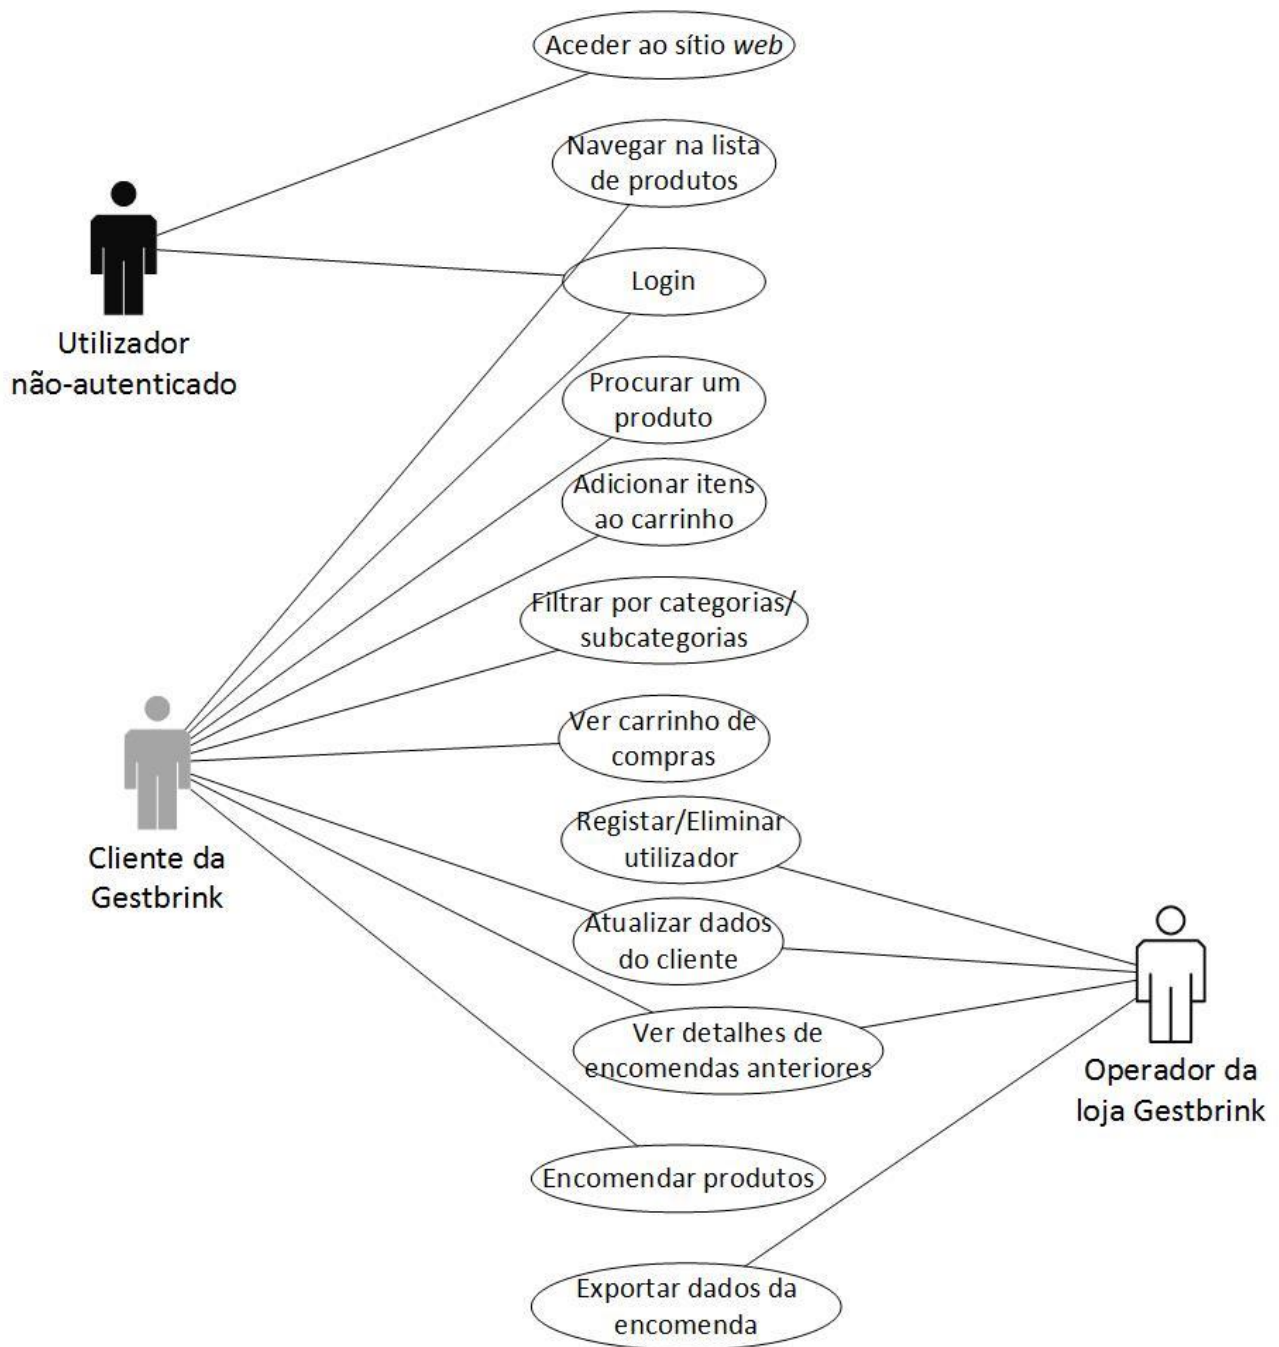 Aceder ao sítio web
Navegar na lista
de produtos
Login
Utilizador
não-autenticado
Procurar um
produto
Adicionar itens
ao carrinho
Filtrar por categorias/
subcategorias
Ver carrinho de
compras
Registar/Eliminar
utilizador
Cliente da
Gestbrink
Atualizar dados
do cliente
Ver detalhes de
encomendas anteriores
Operador da
loja Gestbrink
Encomendar produtos
Exportar dados da
encomenda